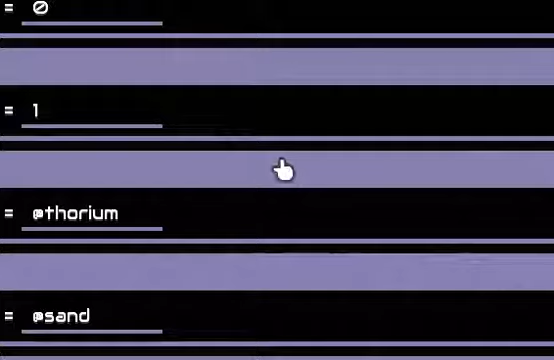 = 0
= 1
= @thorium
= @sand